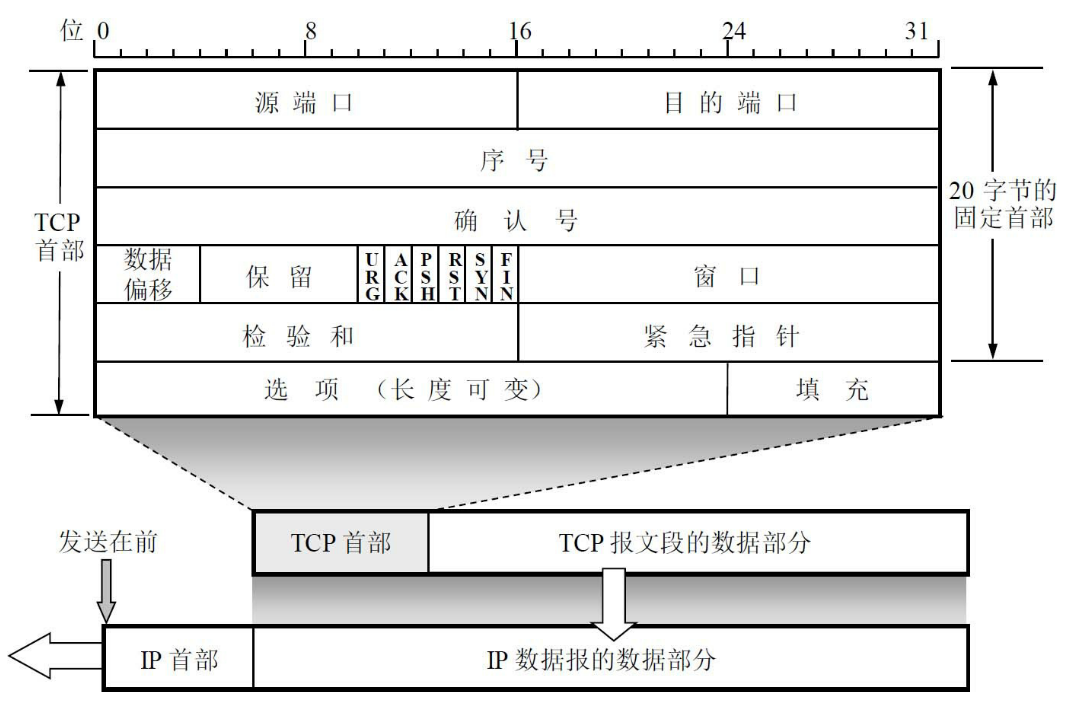 位 0 8 16 24 31
源端口 目的端口
序号
确认号
TCP
首部
20 字节的
固定首部
数据
偏移
保留
URG
ACK
PSH
RST
SYN
FIN
窗口
检验和 紧急指针
选项（长度可变） 填充
发送在前
TCP 首部 TCP 报文段的数据部分
IP 首部 IP 数据报的数据部分